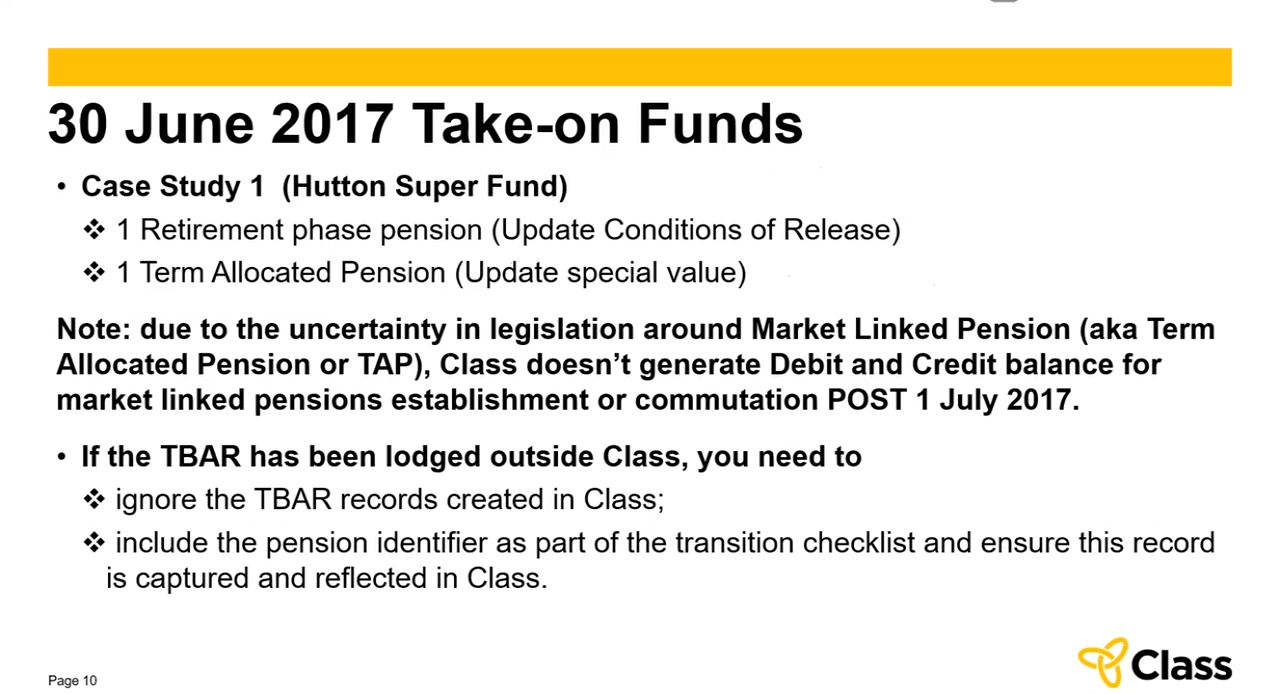 30 June 2017 Take-on Funds
• Case Study 1 (Hutton Super Fund)
❖ 1 Retirement phase pension (Update Conditions of Release)
❖ 1 Term Allocated Pension (Update special value)
Note: due to the uncertainty in legislation around Market Linked Pension (aka Term
Allocated Pension or TAP), Class doesn’t generate Debit and Credit balance for
market linked pensions establishment or commutation POST 1 July 2017.
• If the TBAR has been lodged outside Class, you need to
❖ ignore the TBAR records created in Class;
❖ include the pension identifier as part of the transition checklist and ensure this record
is captured and reflected in Class.
Page 10
Class